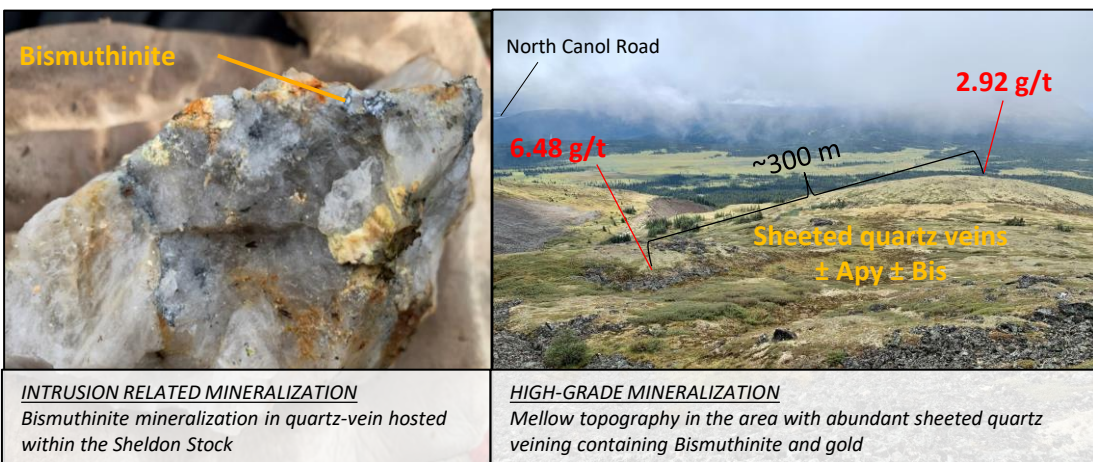 Bismuthinite
INTRUSION RELATED MINERALIZATION
Bismuthinite mineralization in quartz-vein hosted
within the Sheldon Stock
North Canol Road
2.92 g/t
6.48 g/t
~300 m
Sheeted quartz veins
± Apy ± Bis
HIGH-GRADE MINERALIZATION
Mellow topography in the area with abundant sheeted quartz
veining containing Bismuthinite and gold